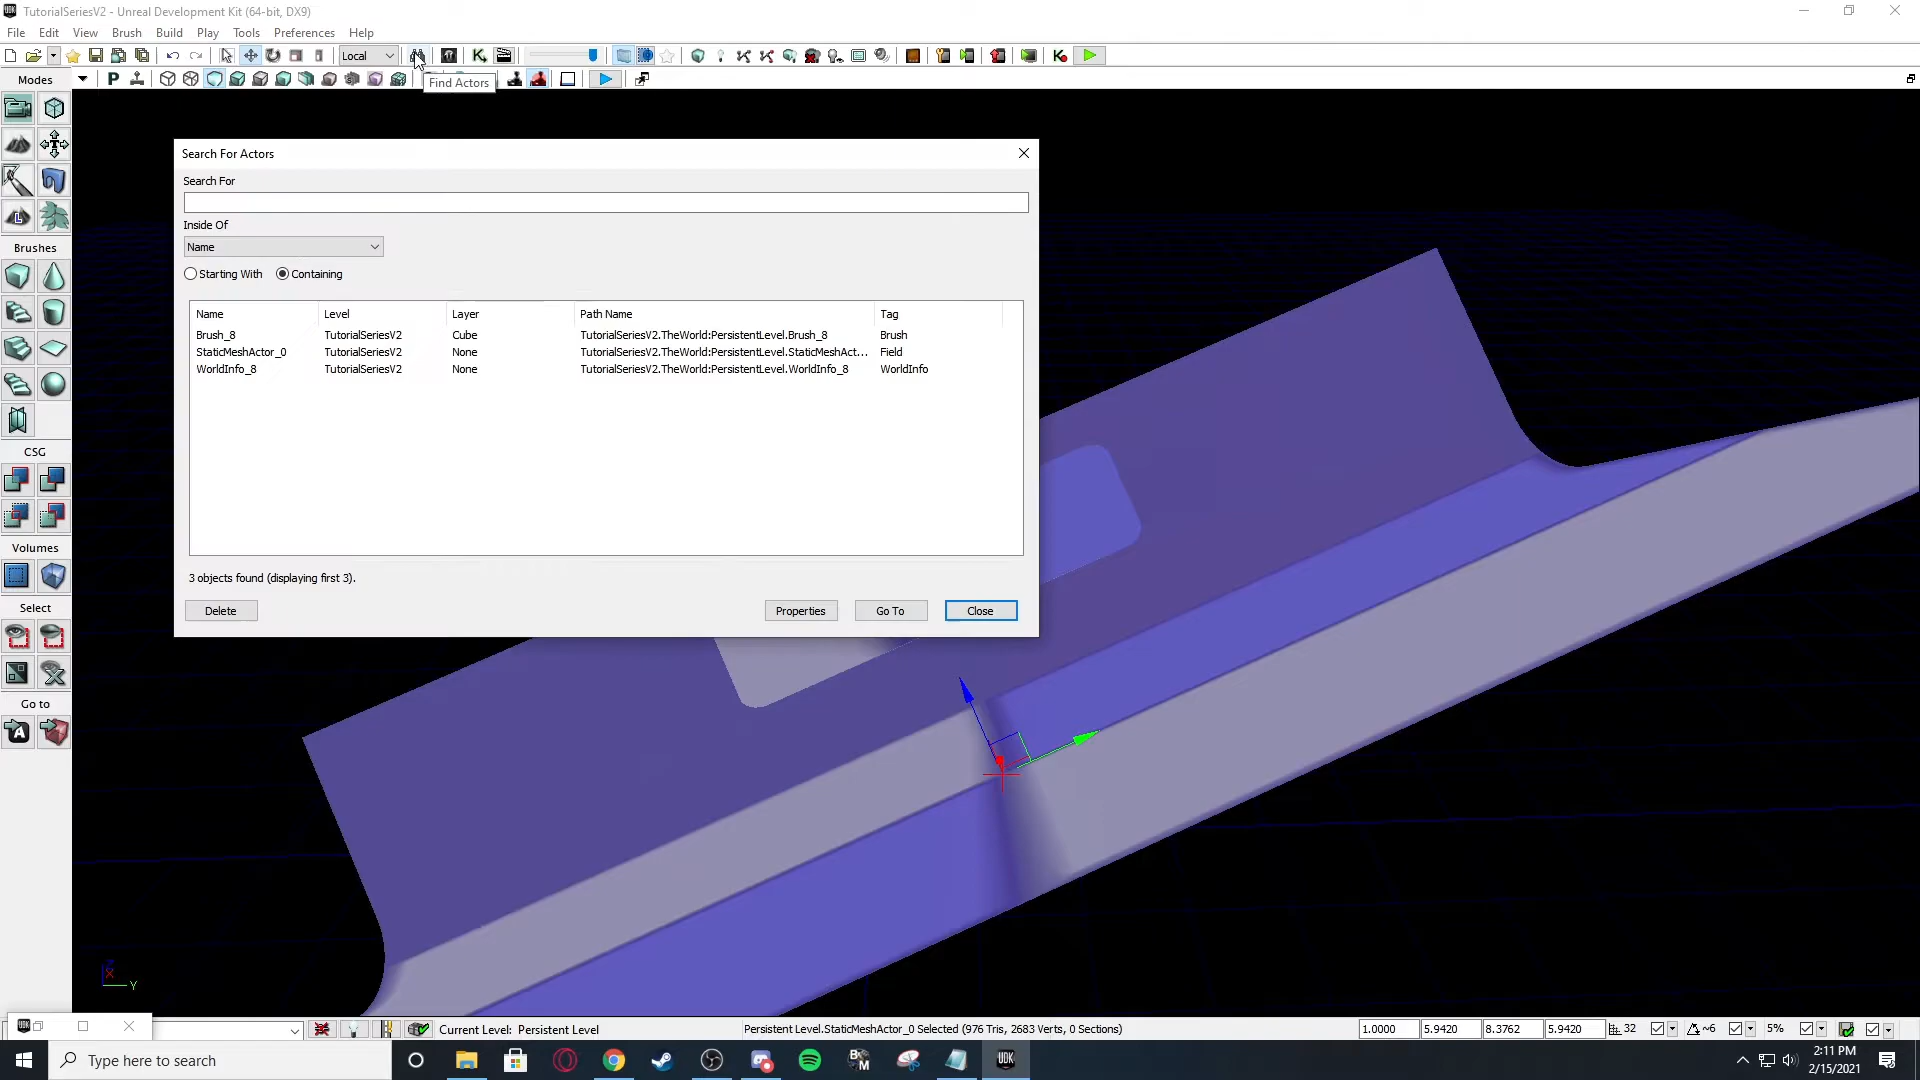 TutorialSeriesV2 - Unreal Development Kit (64-bit, DX9)
File Edit View Brush Build Play Tools Preferences Help
Local
Modes
P
Find Actors
Search For Actors
Search For
Inside Of
Name
Starting With Containing
Name Level Layer Path Name Tag
Brush_8 TutorialSeriesV2 Cube TutorialSeriesV2.TheWorld:PersistentLevel.Brush_8 Brush
StaticMeshActor_0 TutorialSeriesV2 None TutorialSeriesV2.TheWorld:PersistentLevel.StaticMeshAct... Field
WorldInfo_8 TutorialSeriesV2 None TutorialSeriesV2.TheWorld:PersistentLevel.WorldInfo_8 WorldInfo
3 objects found (displaying first 3).
Delete Properties Go To Close
Brushes
CSG
Volumes
Select
Go to
Y
Current Level: Persistent Level
Persistent Level.StaticMeshActor_0 Selected (976 Tris, 2683 Verts, 0 Sections)
1.0000 5.9420 8.3762 5.9420 32 ~6 5%
Type here to search
2:11 PM
2/15/2021